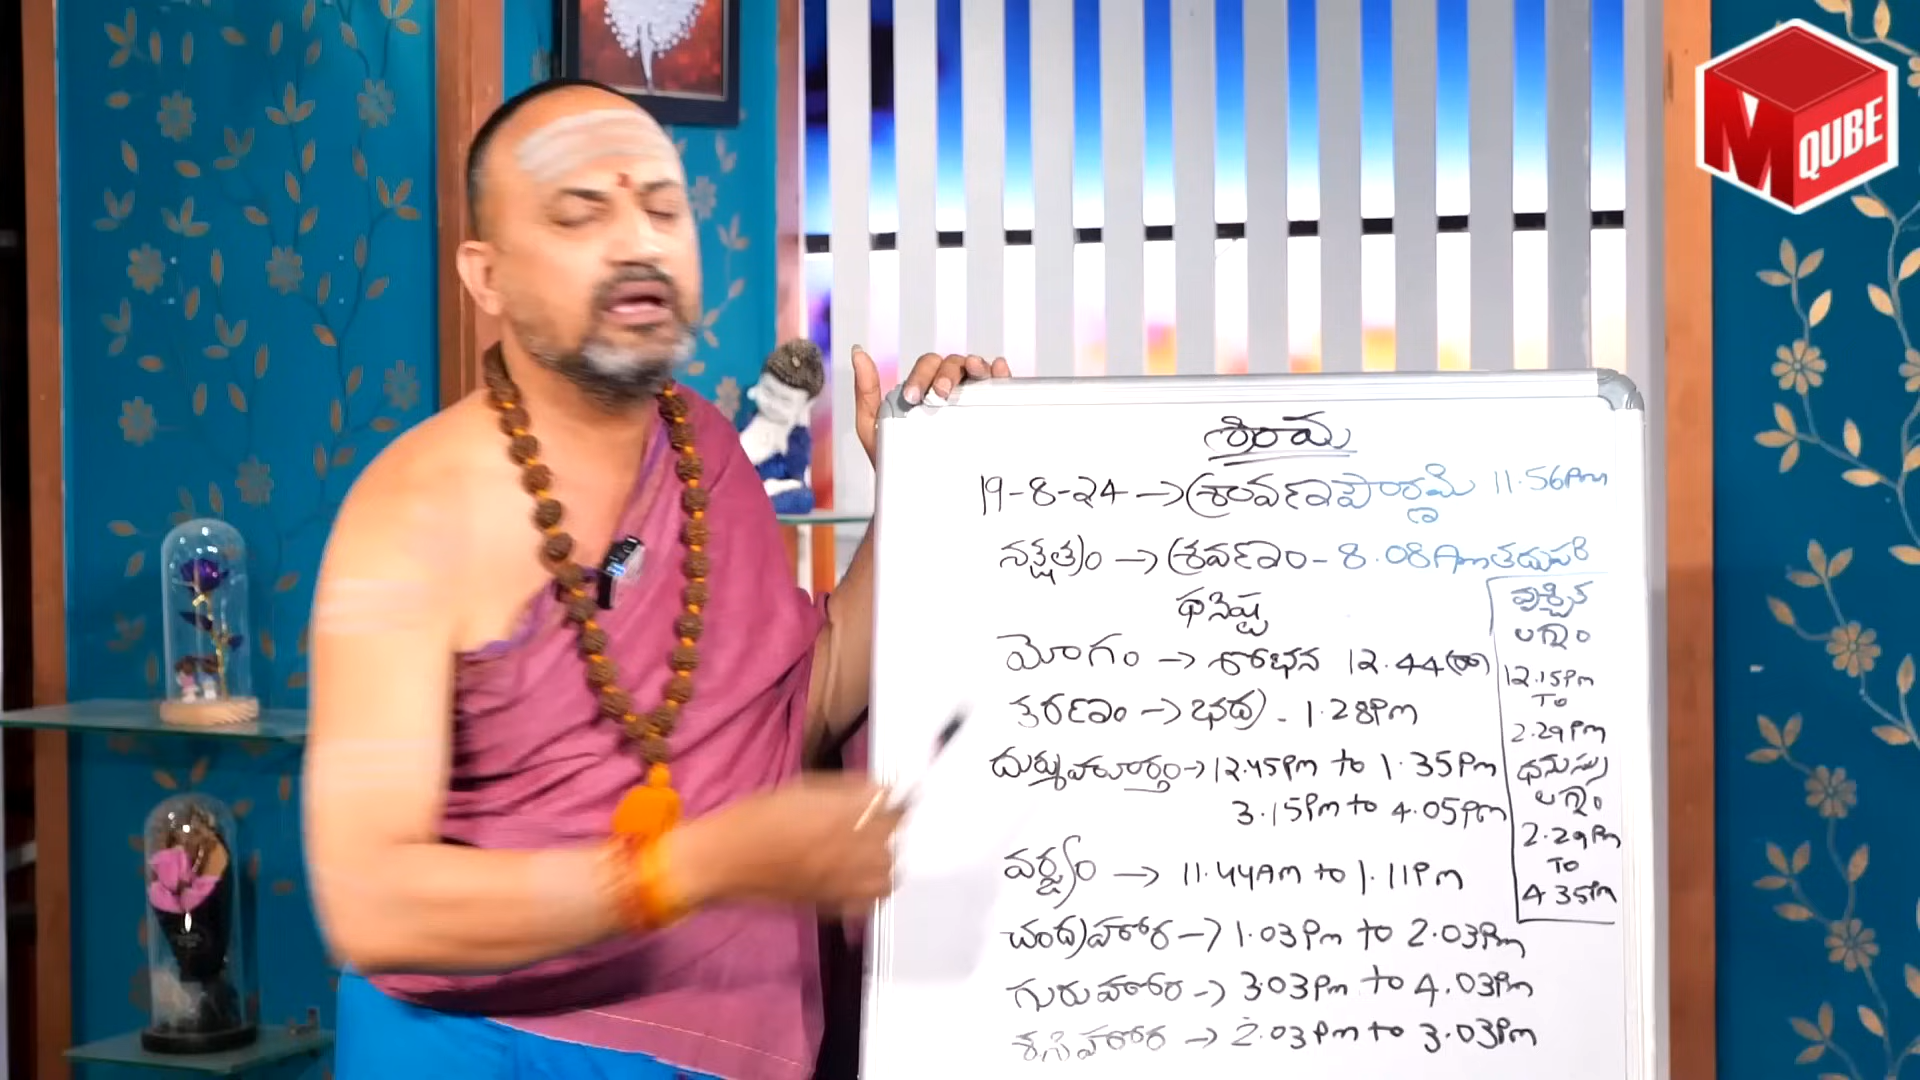 శ్రీరామ
19-8-24 → శ్రావణ పౌర్ణమి 11.56Pm
నక్షత్రం → శ్రవణం - 8.08Am తదుపరి
ధనిష్ట
యోగం → శోభన 12.44(రా)
కరణం → భద్ర - 1.28Pm
దుర్ముహూర్తం → 12.45Pm to 1.35Pm
3.15Pm to 4.05Pm
వర్జ్యం → 11.44Am to 1.11Pm
చంద్రహోర → 1.03Pm to 2.03Pm
గురుహోర → 3.03Pm to 4.03Pm
శనిహోర → 2.03Pm to 3.03Pm
వృశ్చిక
లగ్నం
12.15Pm
To
2.29Pm
ధనుస్సు
లగ్నం
2.29Pm
To
4.35Pm
M QUBE